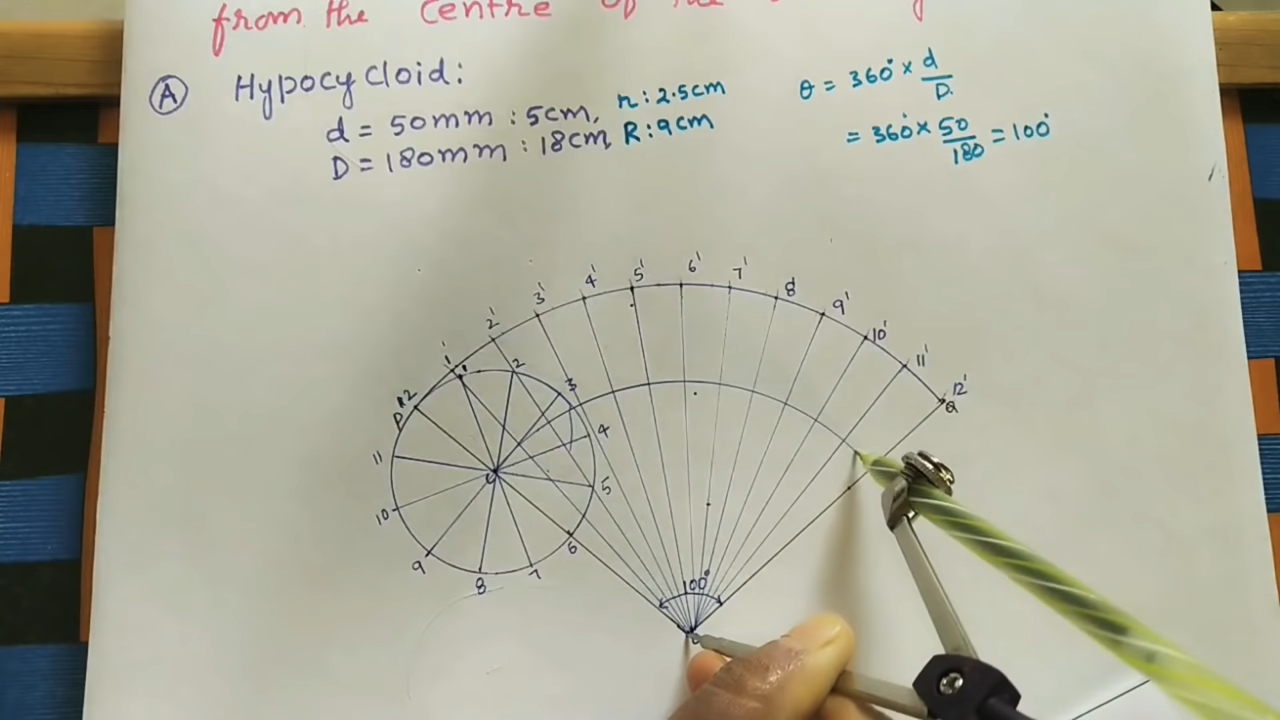 from the centre of
A Hypocycloid:
d = 50mm : 5cm, r : 2.5cm
D = 180mm : 18cm, R : 9cm
θ = 360° × d/D.
= 360° × 50/180 = 100°
1' 2' 3' 4' 5' 6' 7' 8' 9' 10' 11' 12'
P 12 1 2 3 4 5 6 7 8 9 10 11
C
Q
100°
O